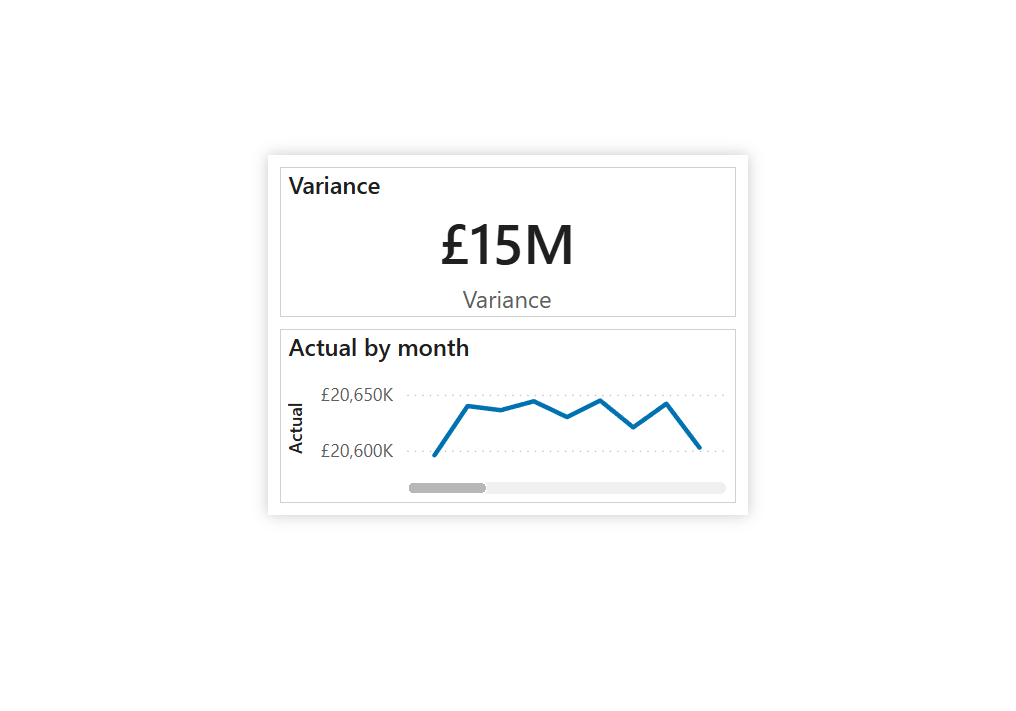 Variance
£15M
Variance
Actual by month
Actual
£20,650K
£20,600K